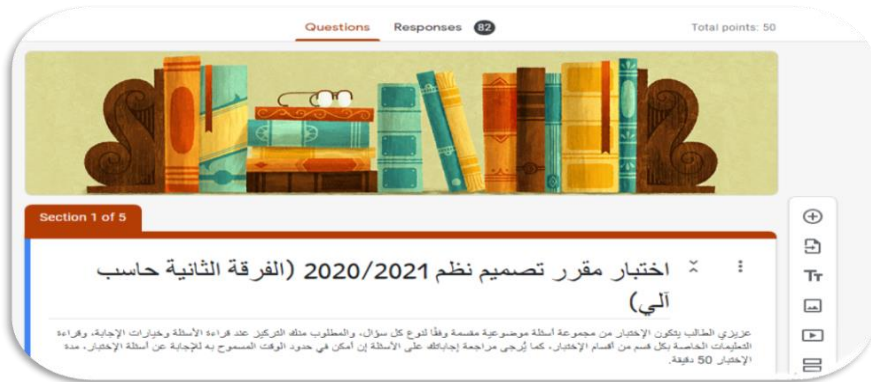 Questions
Responses 82
Total points: 50
Section 1 of 5
اختبار مقرر تصميم نظم 2020/2021 (الفرقة الثانية حاسب
آلي)
عزيزي الطالب يتكون الإختبار من مجموعة أسئلة موضوعية مقسمة وفقًا لنوع كل سؤال، والمطلوب منك التركيز عند قراءة الأسئلة وخيارات الإجابة، وقراءة
التعليمات الخاصة بكل قسم من أقسام الإختبار، كما يُرجى مراجعة إجاباتك على الأسئلة إن أمكن في حدود الوقت المسموح به للإجابة عن أسئلة الإختبار، مدة
الإختبار 50 دقيقة.
Tт